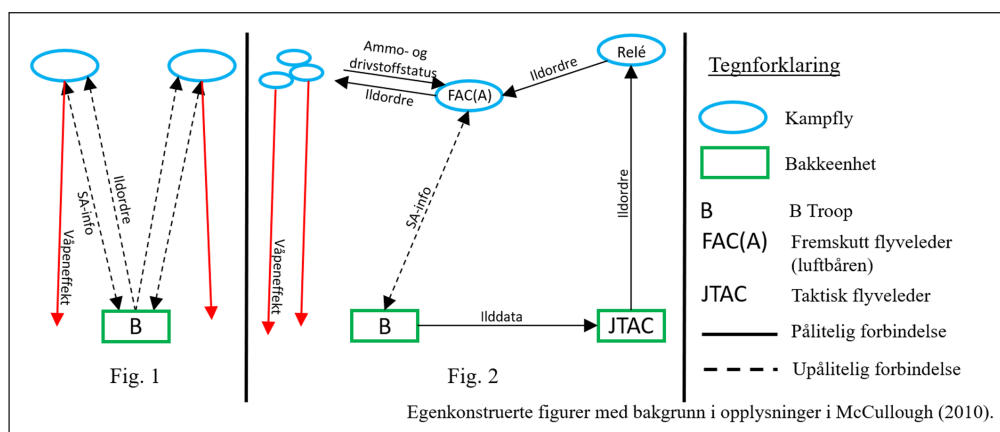 SA-info
Ildordre
Våpeneffekt
B
Fig. 1
Ammo- og
drivstoffstatus
Ildordre
FAC(A)
Ildordre
Relé
SA-info
Ildordre
Våpeneffekt
B
Ilddata
JTAC
Fig. 2
Tegnforklaring
Kampfly
Bakkeenhet
B B Troop
FAC(A) Fremskutt flyveleder
(luftbåren)
JTAC Taktisk flyveleder
Pålitelig forbindelse
Upålitelig forbindelse
Egenkonstruerte figurer med bakgrunn i opplysninger i McCullough (2010).